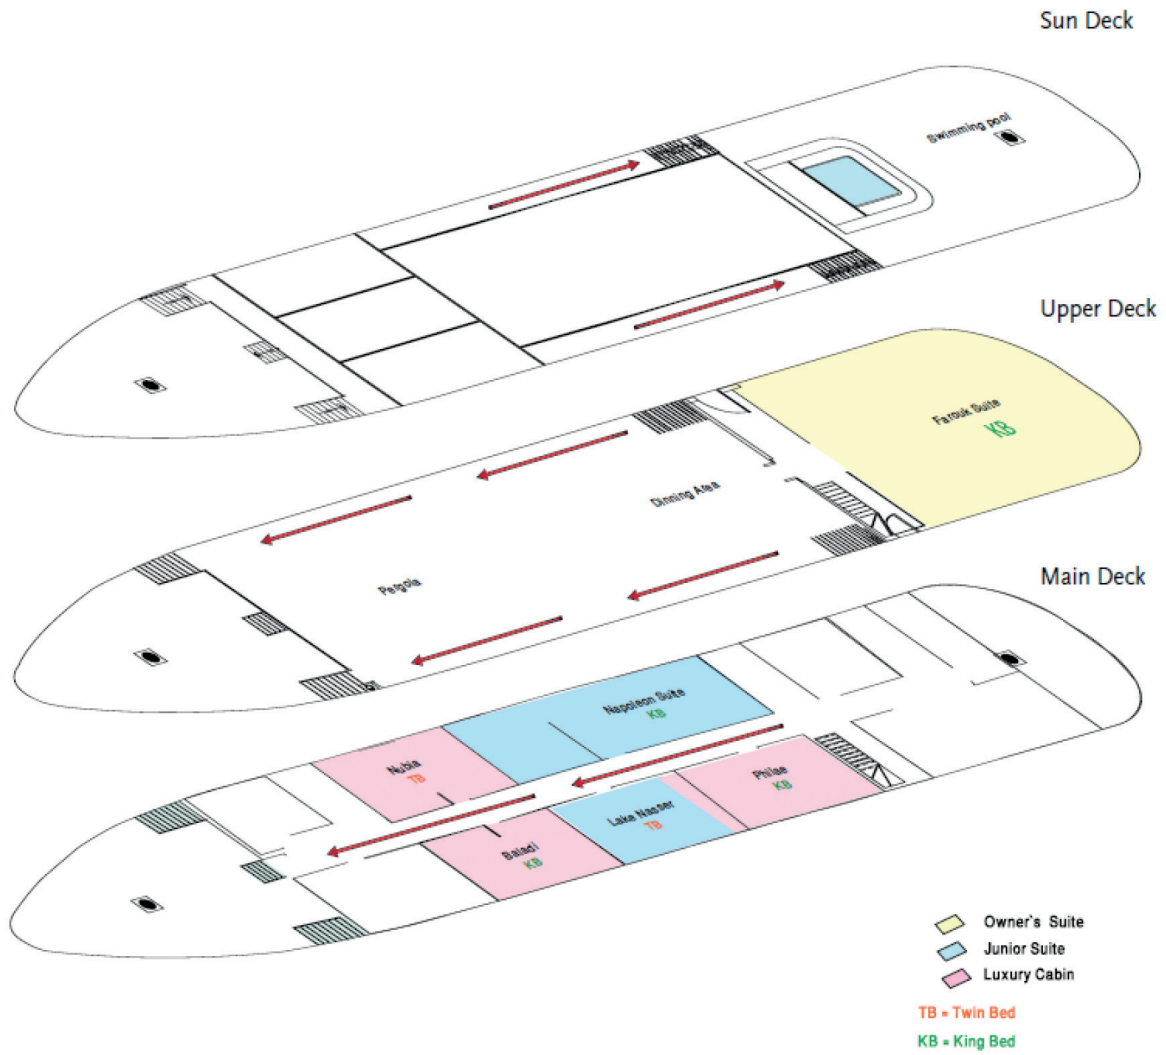 Sun Deck
Swimming pool
Upper Deck
Farouk Suite
KB
Dinning Area
Pergola
Main Deck
Napoleon Suite
KB
Nubia
TB
Philae
KB
Lake Nasser
TB
Baladi
KB
Owner`s Suite
Junior Suite
Luxury Cabin
TB = Twin Bed
KB = King Bed